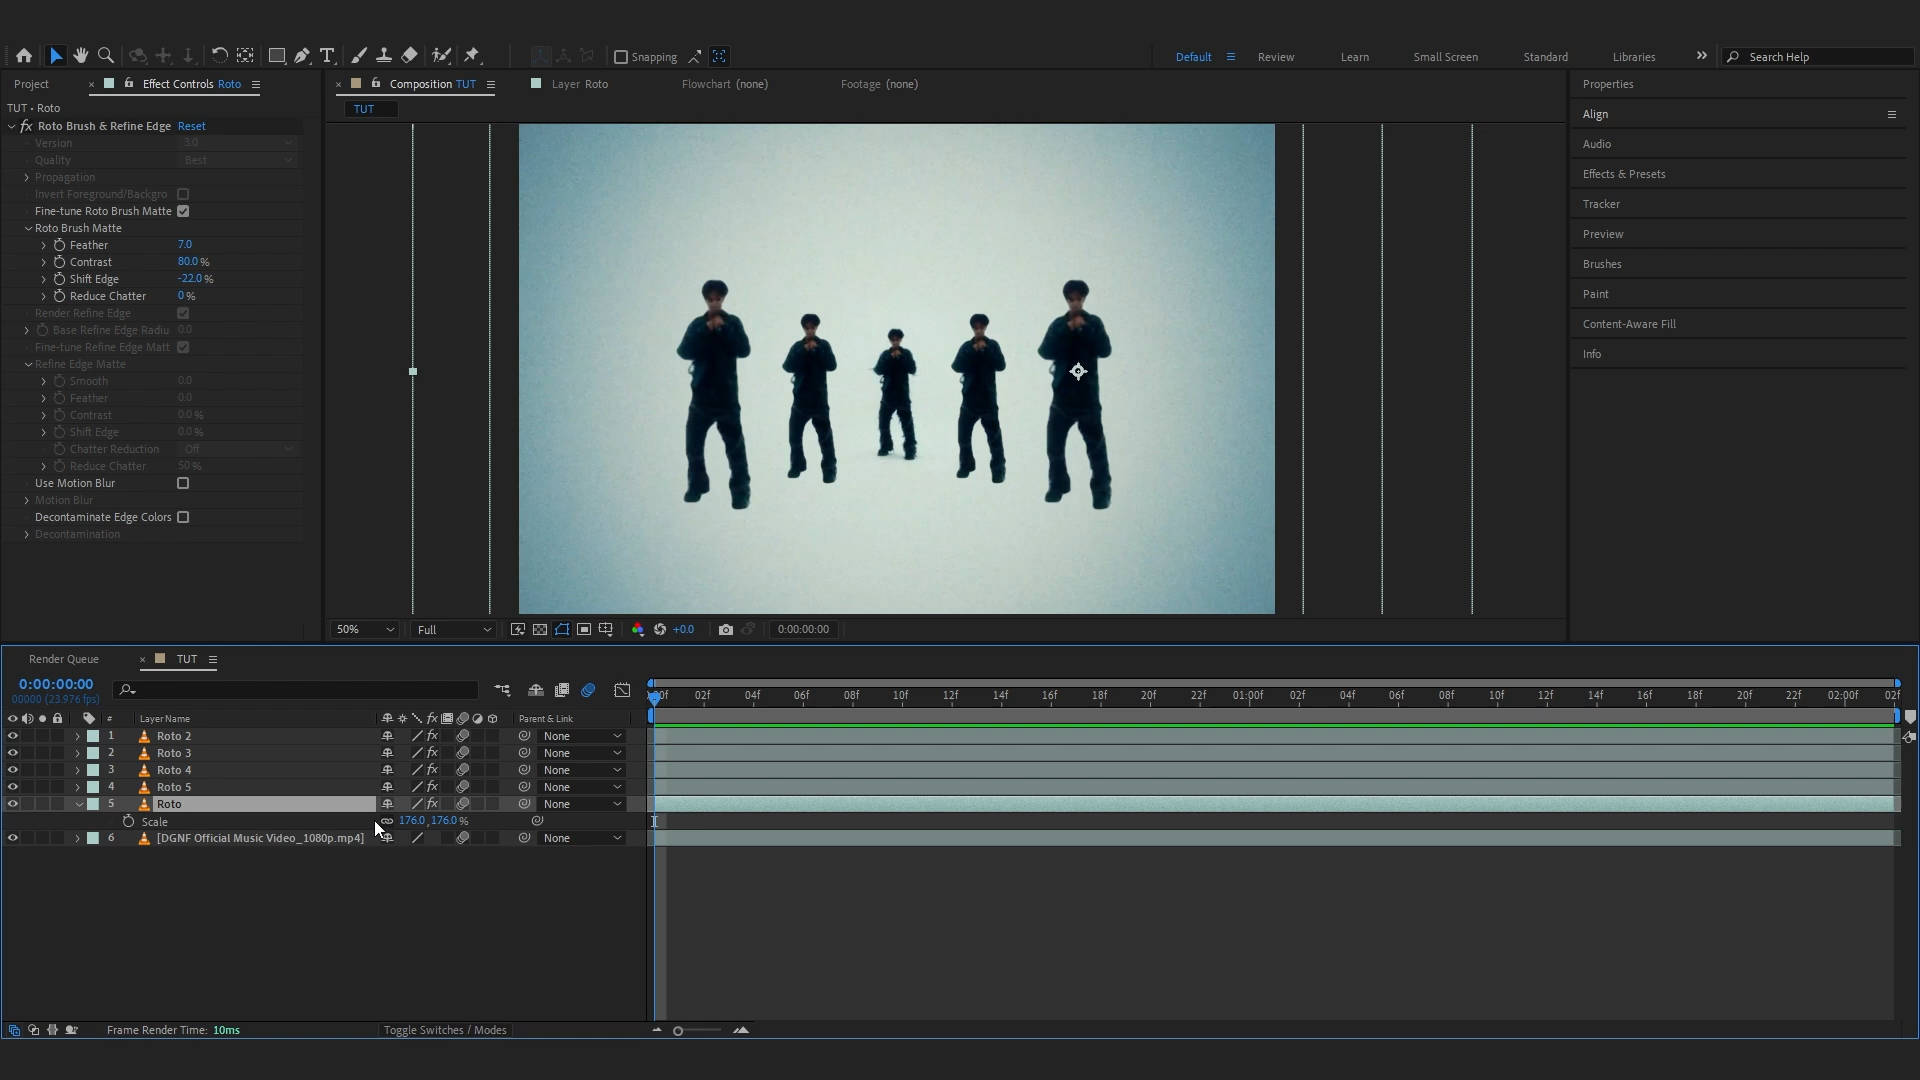 Snapping
Default
Review
Learn
Small Screen
Standard
Libraries
Search Help
Project
Effect Controls Roto
Composition TUT
Layer Roto
Flowchart (none)
Footage (none)
Properties
TUT • Roto
TUT
Align
fx Roto Brush & Refine Edge Reset
Version 3.0
Audio
Quality Best
Propagation
Effects & Presets
Invert Foreground/Backgro
Fine-tune Roto Brush Matte
Tracker
Roto Brush Matte
Preview
Feather 7.0
Contrast 80.0 %
Brushes
Shift Edge -22.0 %
Reduce Chatter 0 %
Paint
Render Refine Edge
Base Refine Edge Radiu 0.0
Content-Aware Fill
Fine-tune Refine Edge Matt
Info
Refine Edge Matte
Smooth 0.0
Feather 0.0
Contrast 0.0 %
Shift Edge 0.0 %
Chatter Reduction Off
Reduce Chatter 50 %
Use Motion Blur
Motion Blur
Decontaminate Edge Colors
Decontamination
50% Full +0.0 0:00:00:00
Render Queue TUT
0:00:00:00
00000 (23.976 fps)
:00f 02f 04f 06f 08f 10f 12f 14f 16f 18f 20f 22f 01:00f 02f 04f 06f 08f 10f 12f 14f 16f 18f 20f 22f 02:00f 02f
# Layer Name fx Parent & Link
1 Roto 2 fx None
2 Roto 3 fx None
3 Roto 4 fx None
4 Roto 5 fx None
5 Roto fx None
Scale 176.0, 176.0 %
6 [DGNF Official Music Video_1080p.mp4] None
Frame Render Time: 10ms
Toggle Switches / Modes